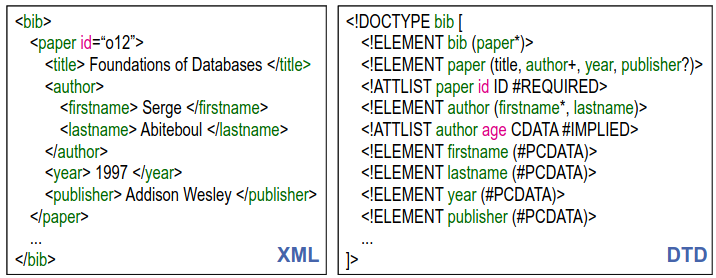 <bib>
<paper id=“o12”>
<title> Foundations of Databases </title>
<author>
<firstname> Serge </firstname>
<lastname> Abiteboul </lastname>
</author>
<year> 1997 </year>
<publisher> Addison Wesley </publisher>
</paper>
...
</bib>
XML
<!DOCTYPE bib [
<!ELEMENT bib (paper*)>
<!ELEMENT paper (title, author+, year, publisher?)>
<!ATTLIST paper id ID #REQUIRED>
<!ELEMENT author (firstname*, lastname)>
<!ATTLIST author age CDATA #IMPLIED>
<!ELEMENT firstname (#PCDATA)>
<!ELEMENT lastname (#PCDATA)>
<!ELEMENT year (#PCDATA)>
<!ELEMENT publisher (#PCDATA)>
...
]>
DTD